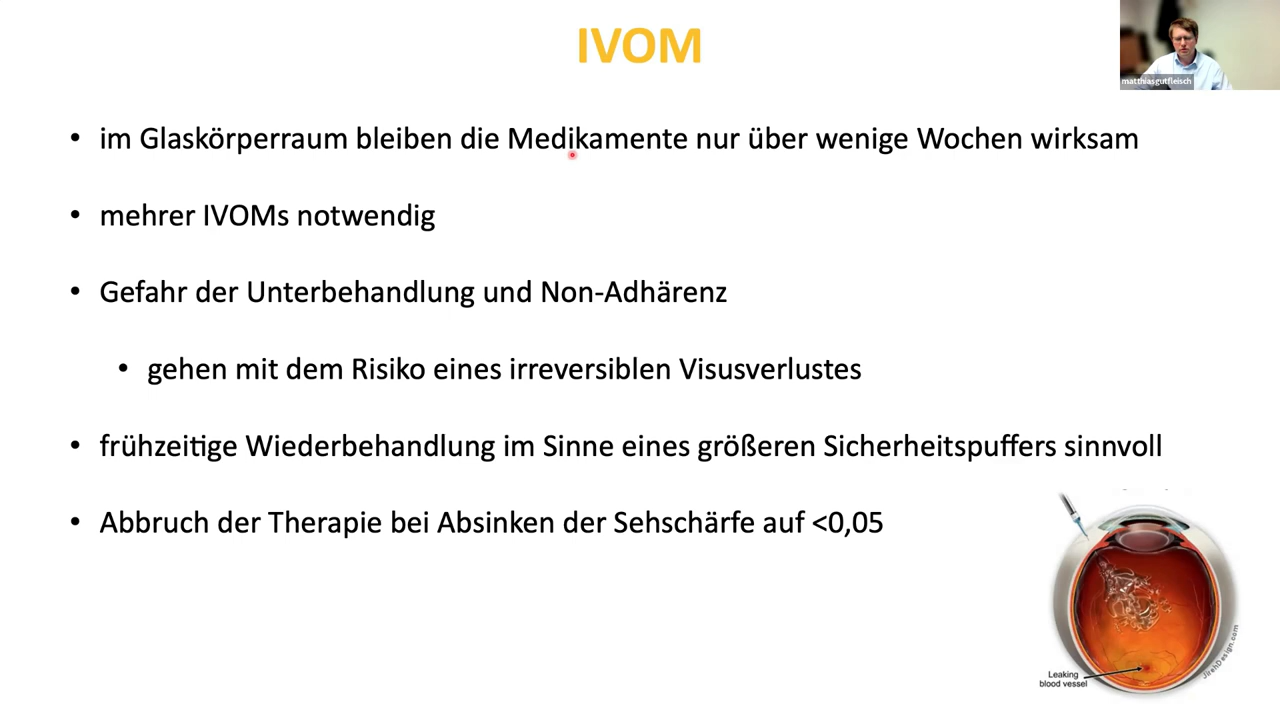 IVOM
matthiasgutfleisch
• im Glaskörperraum bleiben die Medikamente nur über wenige Wochen wirksam
• mehrer IVOMs notwendig
• Gefahr der Unterbehandlung und Non-Adhärenz
• gehen mit dem Risiko eines irreversiblen Visusverlustes
• frühzeitige Wiederbehandlung im Sinne eines größeren Sicherheitspuffers sinnvoll
• Abbruch der Therapie bei Absinken der Sehschärfe auf <0,05
Leaking
blood vessel
JirehDesign.com